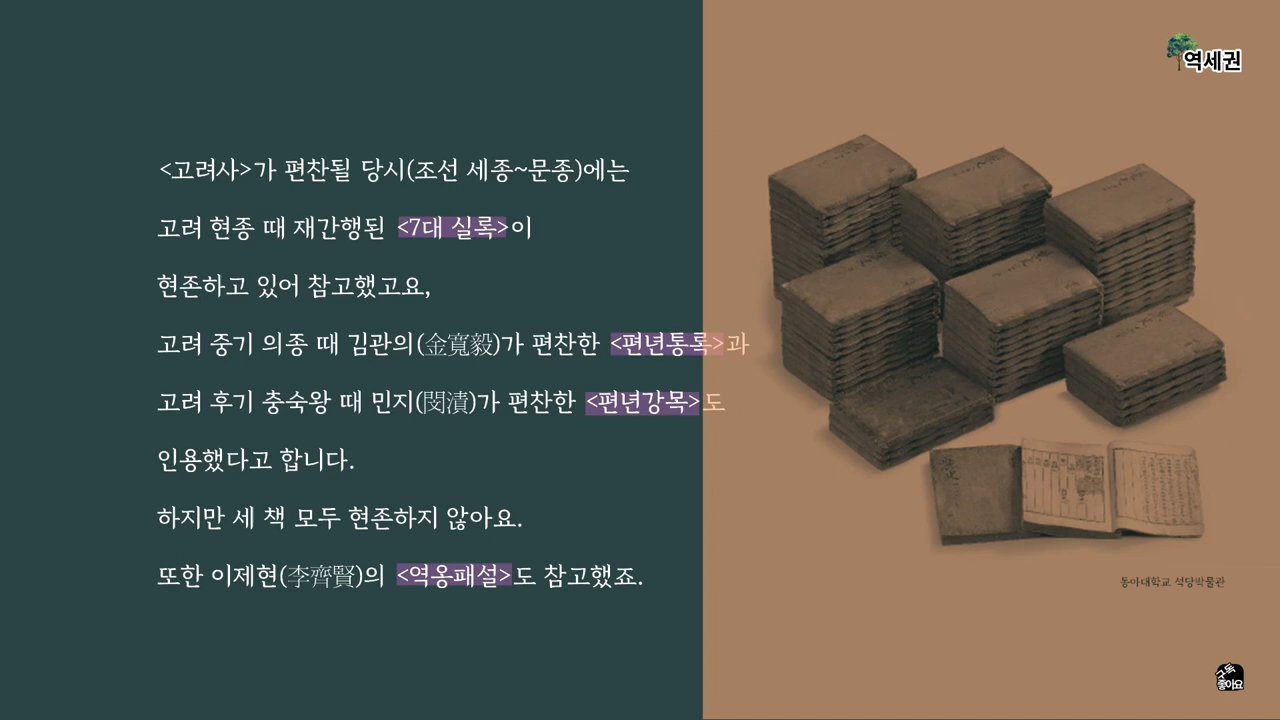 역세권
<고려사>가 편찬될 당시(조선 세종~문종)에는
고려 현종 때 재간행된 <7대 실록>이
현존하고 있어 참고했고요,
고려 중기 의종 때 김관의(金寬毅)가 편찬한 <편년통록>과
고려 후기 충숙왕 때 민지(閔漬)가 편찬한 <편년강목>도
인용했다고 합니다.
하지만 세 책 모두 현존하지 않아요.
또한 이제현(李齊賢)의 <역옹패설>도 참고했죠.
동아대학교 석당박물관
구독
좋아요